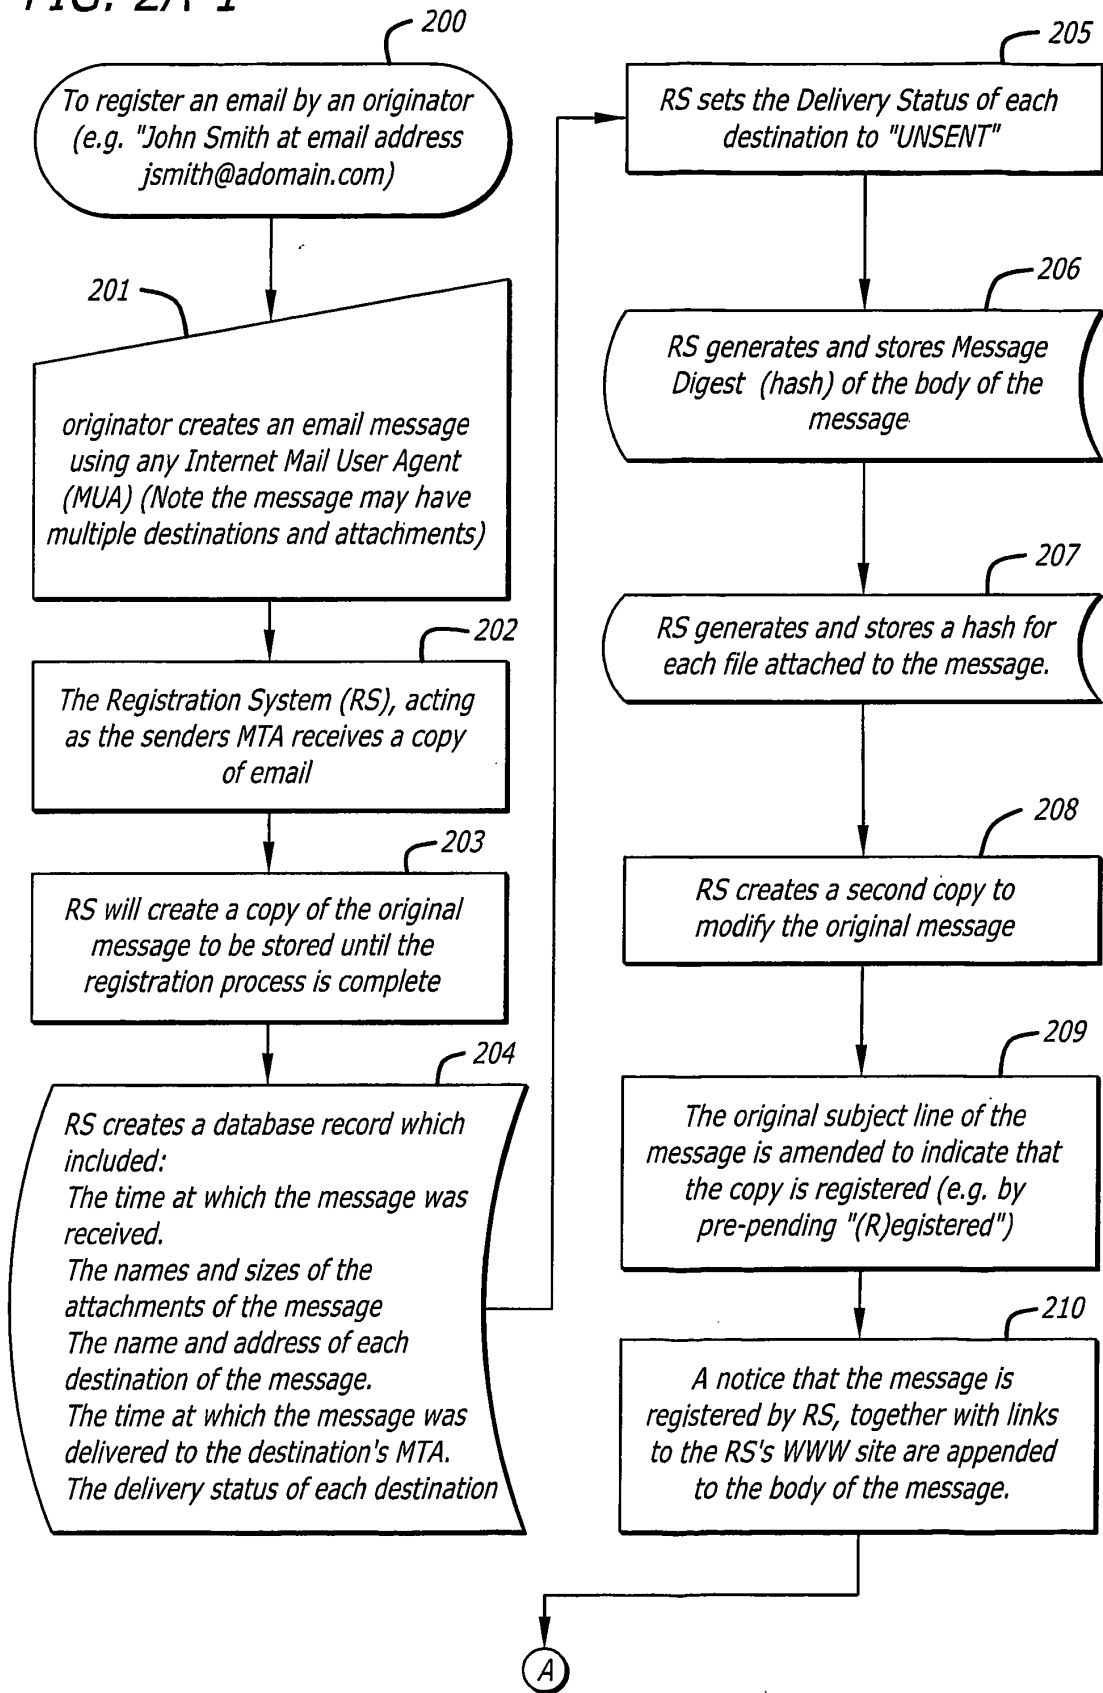 FIG. 2A-1
200
To register an email by an originator
(e.g. "John Smith at email address
jsmith@adomain.com)
201
originator creates an email message
using any Internet Mail User Agent
(MUA) (Note the message may have
multiple destinations and attachments)
202
The Registration System (RS), acting
as the senders MTA receives a copy
of email
203
RS will create a copy of the original
message to be stored until the
registration process is complete
204
RS creates a database record which
included:
The time at which the message was
received.
The names and sizes of the
attachments of the message
The name and address of each
destination of the message.
The time at which the message was
delivered to the destination's MTA.
The delivery status of each destination
205
RS sets the Delivery Status of each
destination to "UNSENT"
206
RS generates and stores Message
Digest (hash) of the body of the
message
207
RS generates and stores a hash for
each file attached to the message.
208
RS creates a second copy to
modify the original message
209
The original subject line of the
message is amended to indicate that
the copy is registered (e.g. by
pre-pending "(R)egistered")
210
A notice that the message is
registered by RS, together with links
to the RS's WWW site are appended
to the body of the message.
A